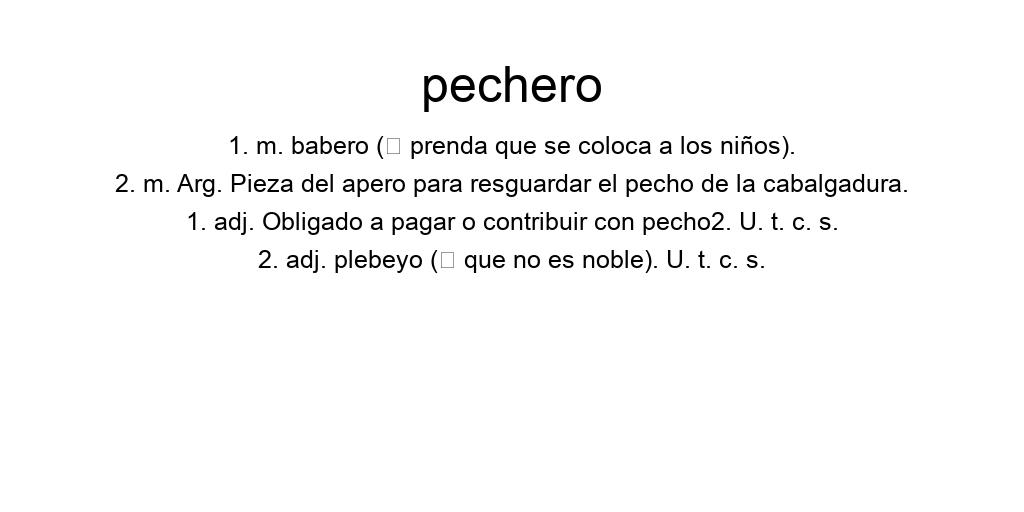 pechero
1. m. babero (□ prenda que se coloca a los niños).
2. m. Arg. Pieza del apero para resguardar el pecho de la cabalgadura.
1. adj. Obligado a pagar o contribuir con pecho2. U. t. c. s.
2. adj. plebeyo (□ que no es noble). U. t. c. s.